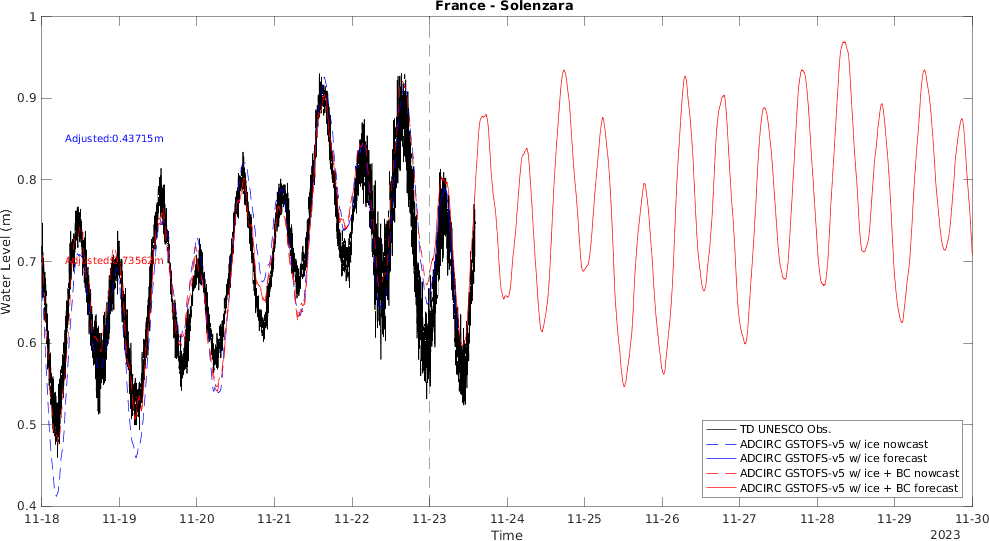 France - Solenzara
1
0.9
0.8
0.7
0.6
0.5
0.4
Water Level (m)
Adjusted:0.43715m
Adjusted:0.73562m
TD UNESCO Obs.
ADCIRC GSTOFS-v5 w/ ice nowcast
ADCIRC GSTOFS-v5 w/ ice forecast
ADCIRC GSTOFS-v5 w/ ice + BC nowcast
ADCIRC GSTOFS-v5 w/ ice + BC forecast
11-18 11-19 11-20 11-21 11-22 11-23 11-24 11-25 11-26 11-27 11-28 11-29 11-30
Time
2023